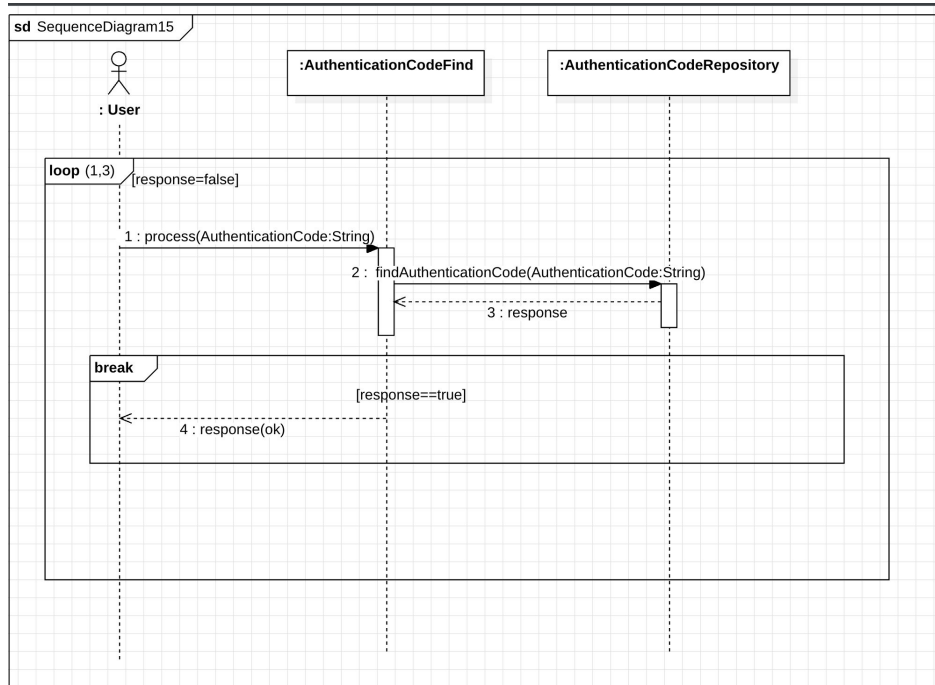 sd SequenceDiagram15
:AuthenticationCodeFind
:AuthenticationCodeRepository
: User
loop (1,3)
[response=false]
1 : process(AuthenticationCode:String)
2 : findAuthenticationCode(AuthenticationCode:String)
3 : response
break
[response==true]
4 : response(ok)